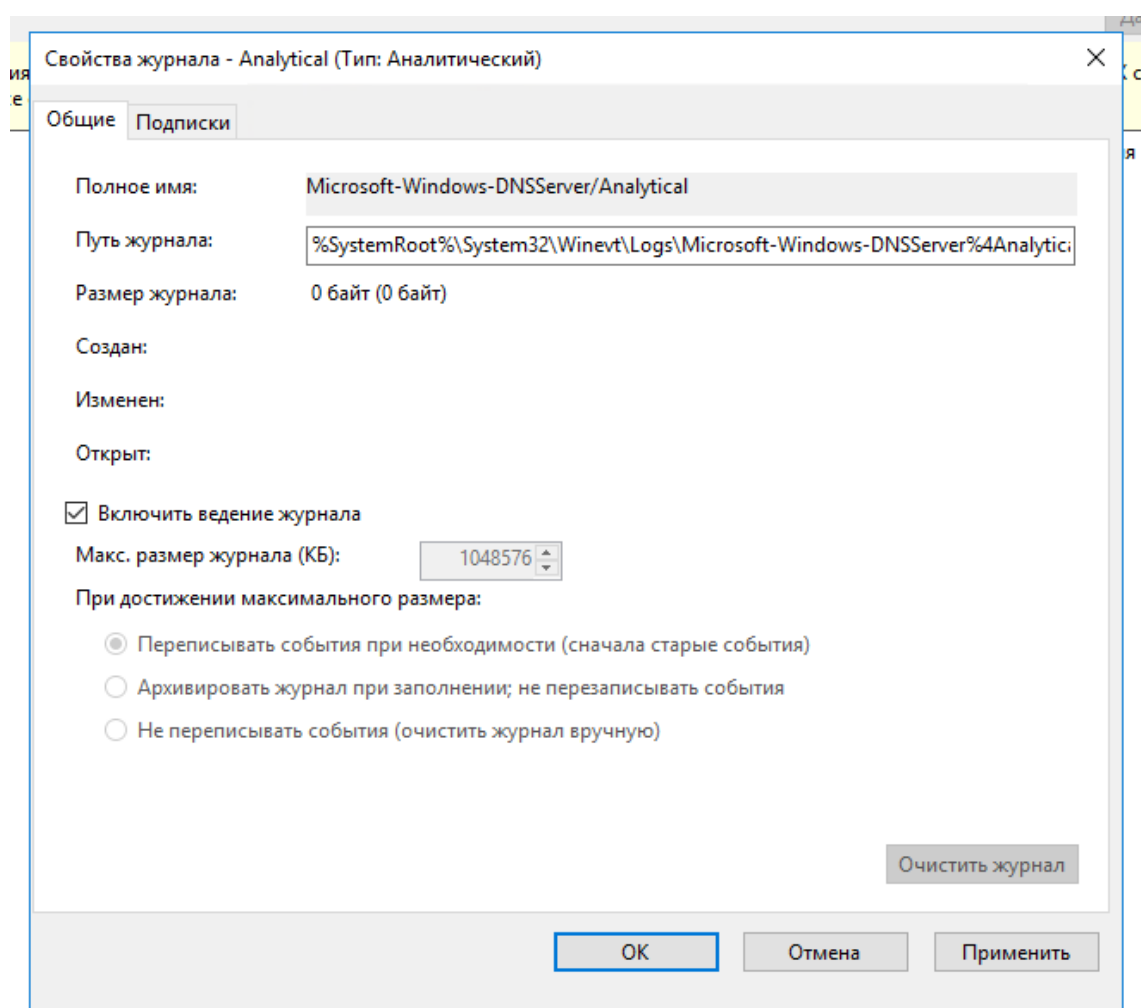 Свойства журнала - Analytical (Тип: Аналитический)
Общие
Подписки
Полное имя:
Microsoft-Windows-DNSServer/Analytical
Путь журнала:
%SystemRoot%\System32\Winevt\Logs\Microsoft-Windows-DNSServer%4Analytica
Размер журнала:
0 байт (0 байт)
Создан:
Изменен:
Открыт:
Включить ведение журнала
Макс. размер журнала (КБ):
1048576
При достижении максимального размера:
Переписывать события при необходимости (сначала старые события)
Архивировать журнал при заполнении; не перезаписывать события
Не переписывать события (очистить журнал вручную)
Очистить журнал
OK
Отмена
Применить